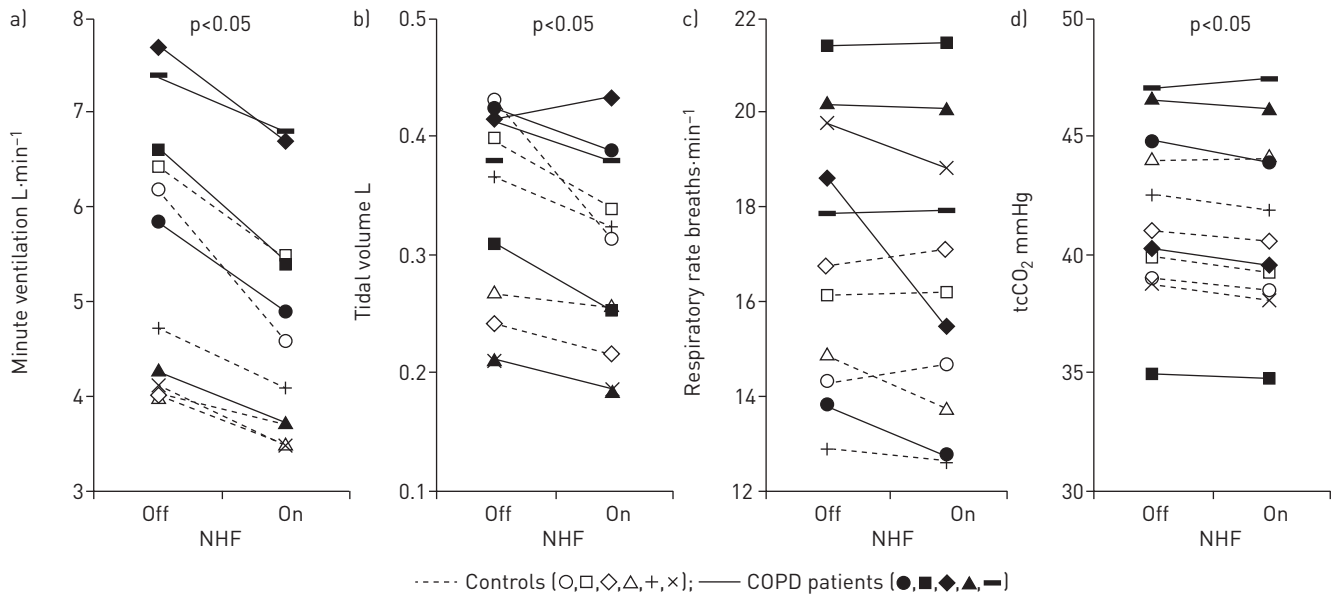 a)
p<0.05
Minute ventilation L·min⁻¹
8
7
6
5
4
3
Off
On
NHF
b)
p<0.05
Tidal volume L
0.5
0.4
0.3
0.2
0.1
Off
On
NHF
c)
Respiratory rate breaths·min⁻¹
22
20
18
16
14
12
Off
On
NHF
d)
p<0.05
tcCO₂ mmHg
50
45
40
35
30
Off
On
NHF
Controls (○,□,◇,△,+,×); COPD patients (●,■,◆,▲,━)